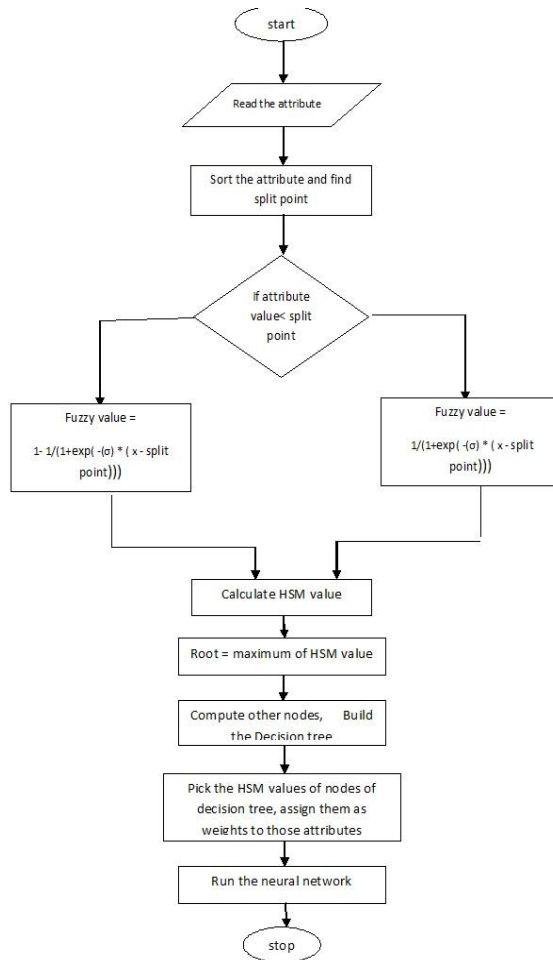 start
Read the attribute
Sort the attribute and find
split point
If attribute
value< split
point
Fuzzy value =
1- 1/(1+exp( -(σ) * ( x - split
point)))
Fuzzy value =
1/(1+exp( -(σ) * ( x - split
point)))
Calculate HSM value
Root = maximum of HSM value
Compute other nodes, Build
the Decision tree
Pick the HSM values of nodes of
decision tree, assign them as
weights to those attributes
Run the neural network
stop